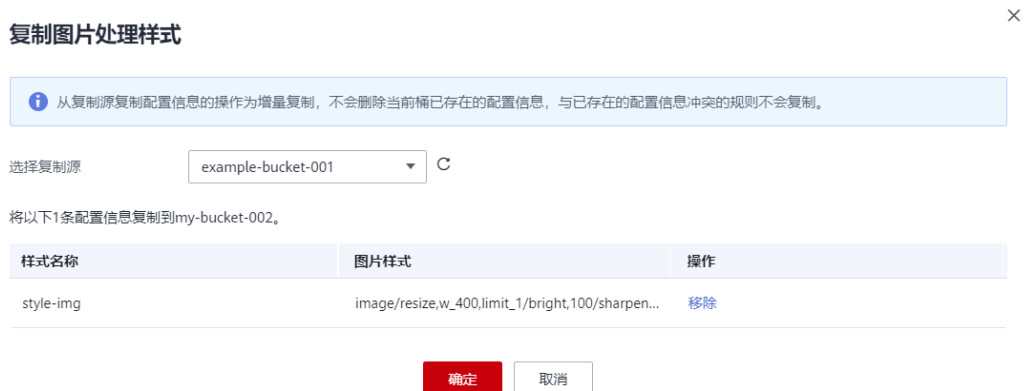 复制图片处理样式
从复制源复制配置信息的操作为增量复制，不会删除当前桶已存在的配置信息，与已存在的配置信息冲突的规则不会复制。
选择复制源 example-bucket-001
将以下1条配置信息复制到my-bucket-002。
样式名称 图片样式 操作
style-img image/resize,w_400,limit_1/bright,100/sharpen... 移除
确定 取消